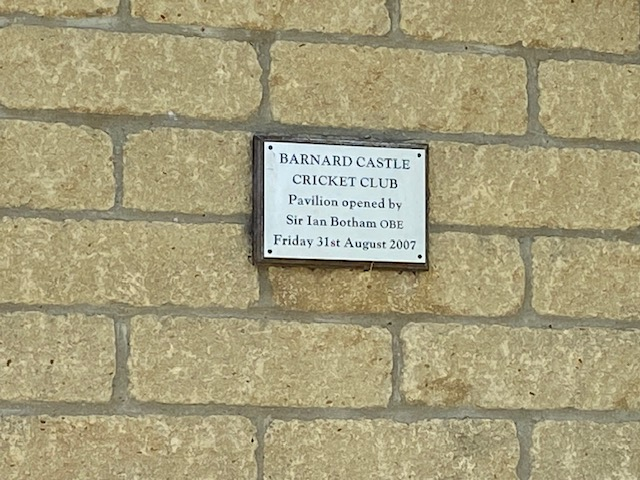 BARNARD CASTLE
CRICKET CLUB
Pavilion opened by
Sir Ian Botham OBE
Friday 31st August 2007